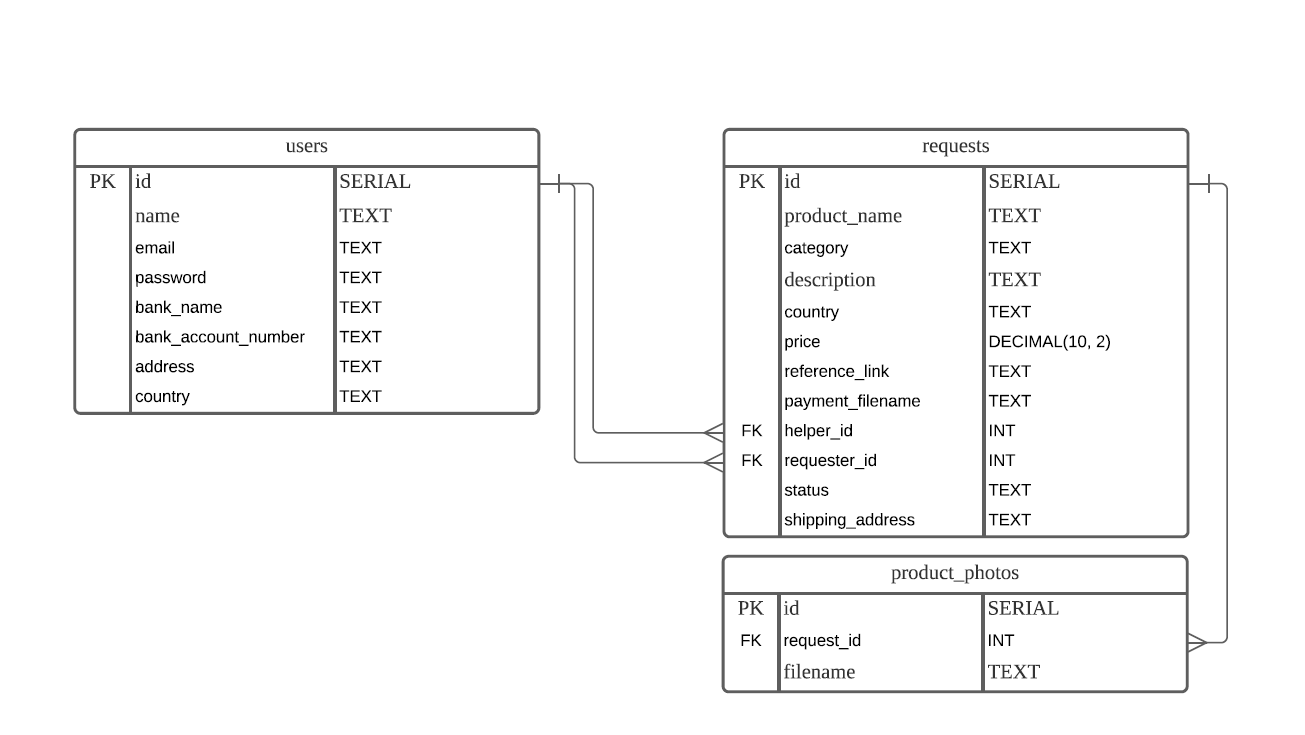 users
PK id SERIAL
name TEXT
email TEXT
password TEXT
bank_name TEXT
bank_account_number TEXT
address TEXT
country TEXT
requests
PK id SERIAL
product_name TEXT
category TEXT
description TEXT
country TEXT
price DECIMAL(10, 2)
reference_link TEXT
payment_filename TEXT
FK helper_id INT
FK requester_id INT
status TEXT
shipping_address TEXT
product_photos
PK id SERIAL
FK request_id INT
filename TEXT